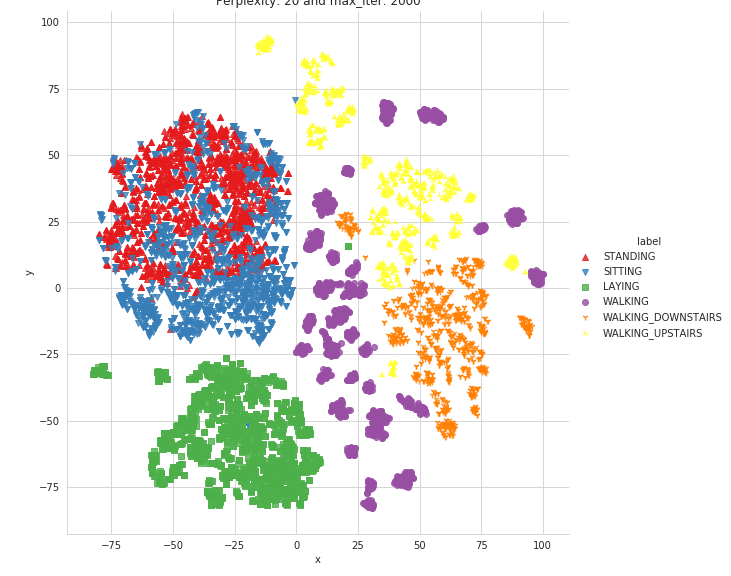 Perplexity: 20 and max_iter: 2000
100
75
50
25
0
−25
−50
−75
y
−75 −50 −25 0 25 50 75 100
x
label
STANDING
SITTING
LAYING
WALKING
WALKING_DOWNSTAIRS
WALKING_UPSTAIRS